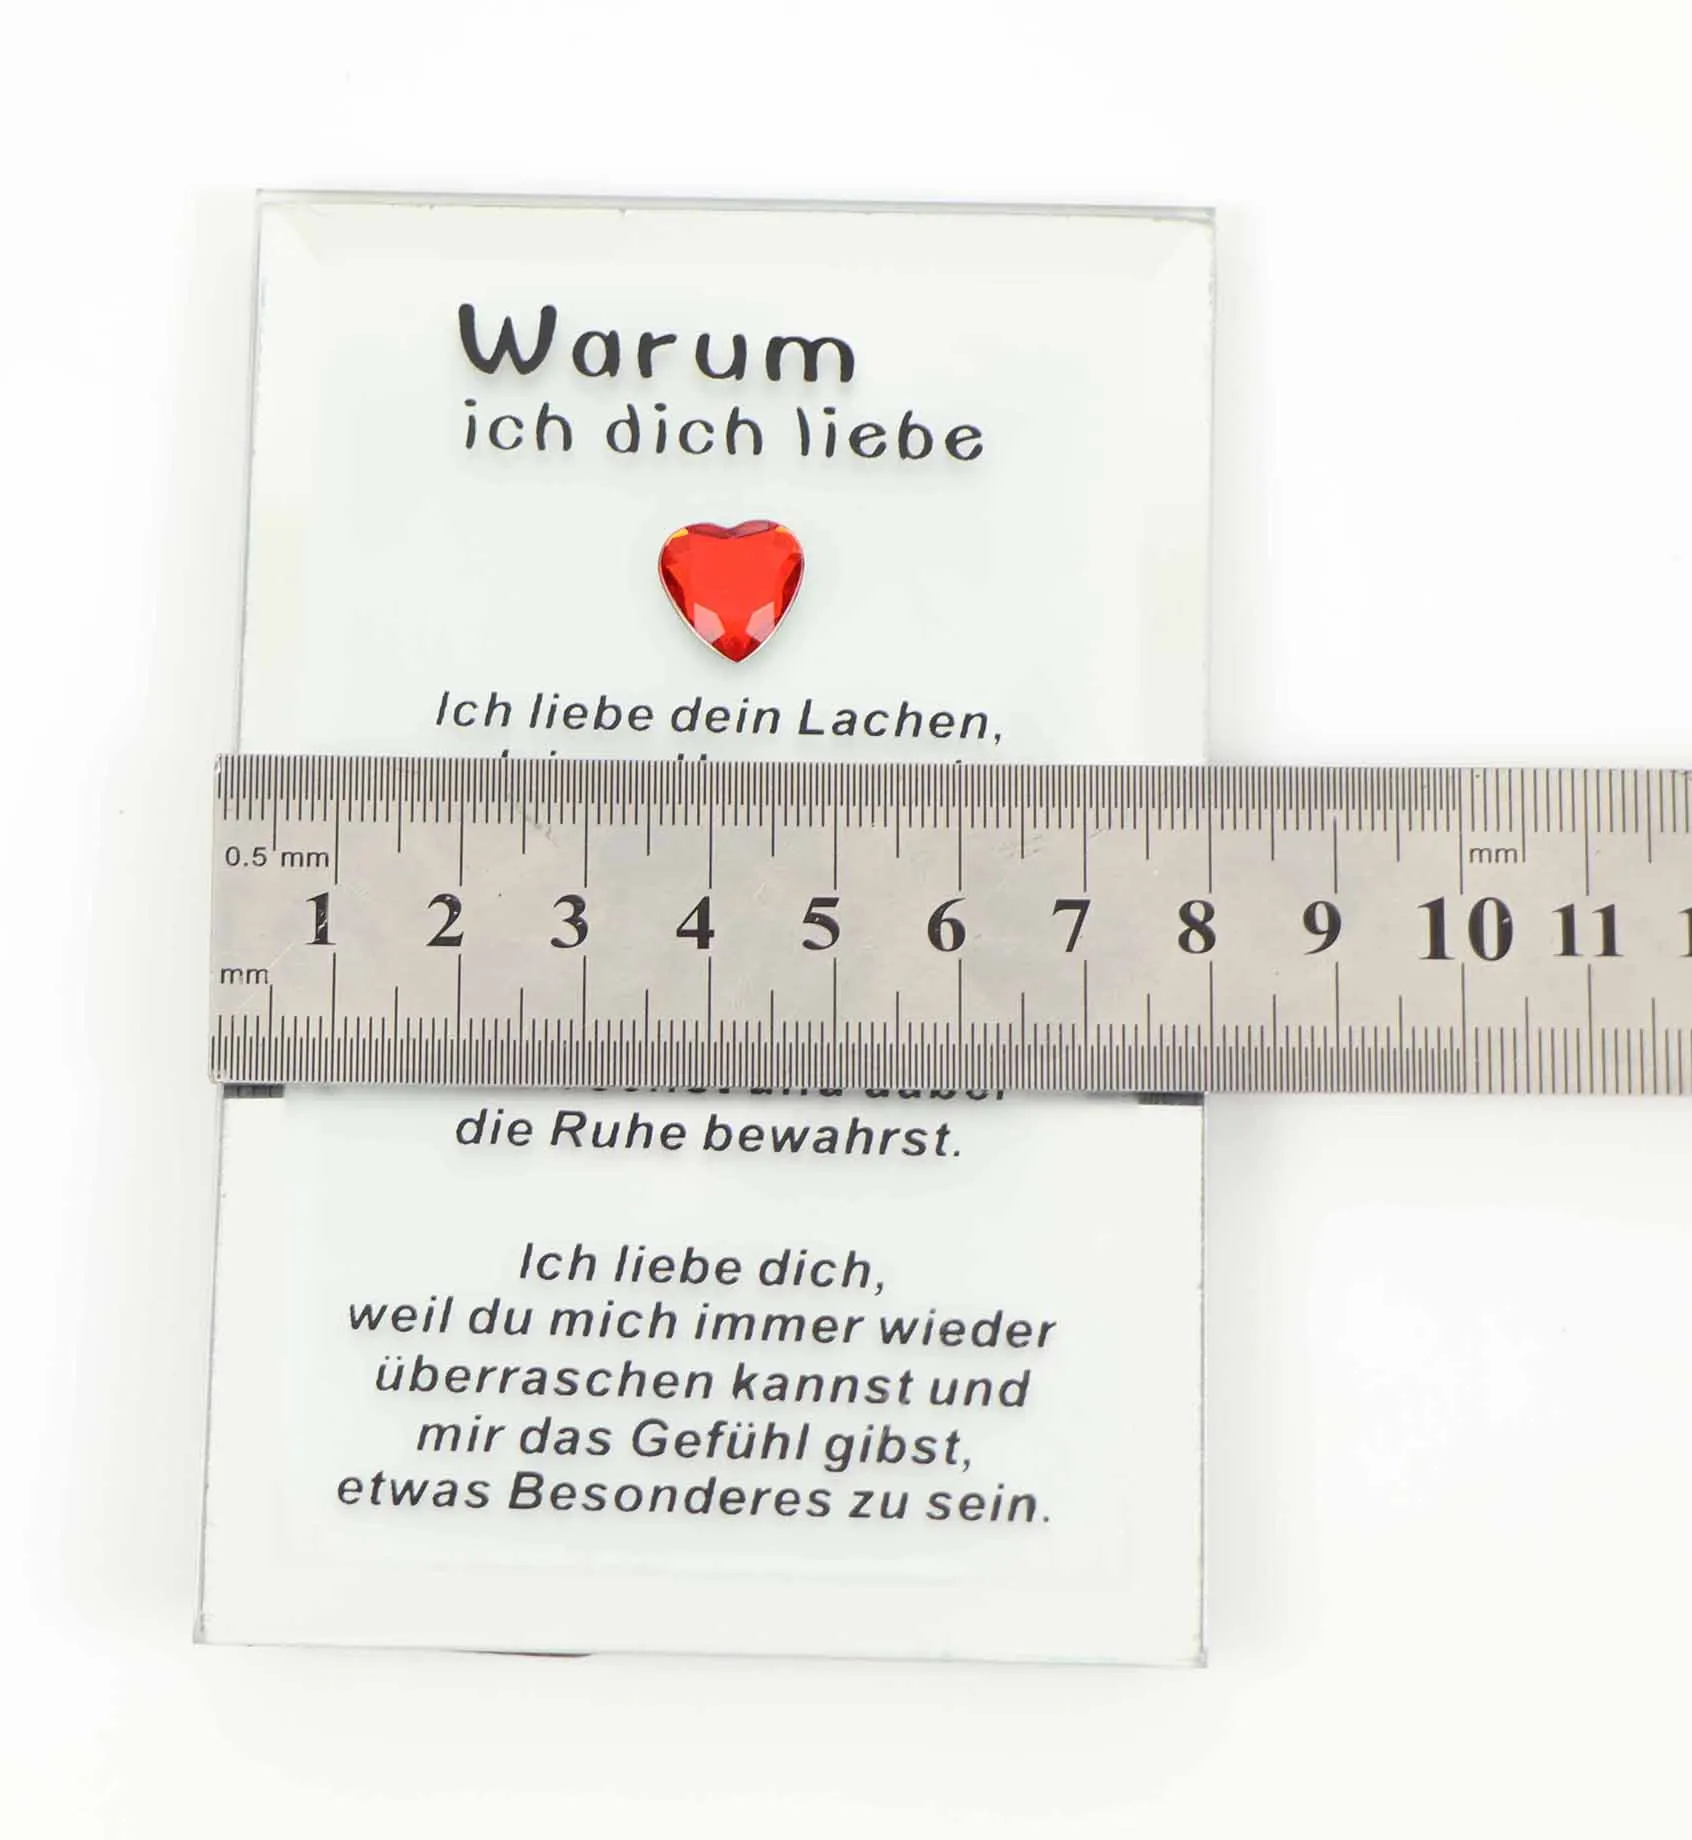 Warum
ich dich liebe
Ich liebe dein Lachen,
0.5 mm
mm
1 2 3 4 5 6 7 8 9 10 11
mm
die Ruhe bewahrst.
Ich liebe dich,
weil du mich immer wieder
überraschen kannst und
mir das Gefühl gibst,
etwas Besonderes zu sein.